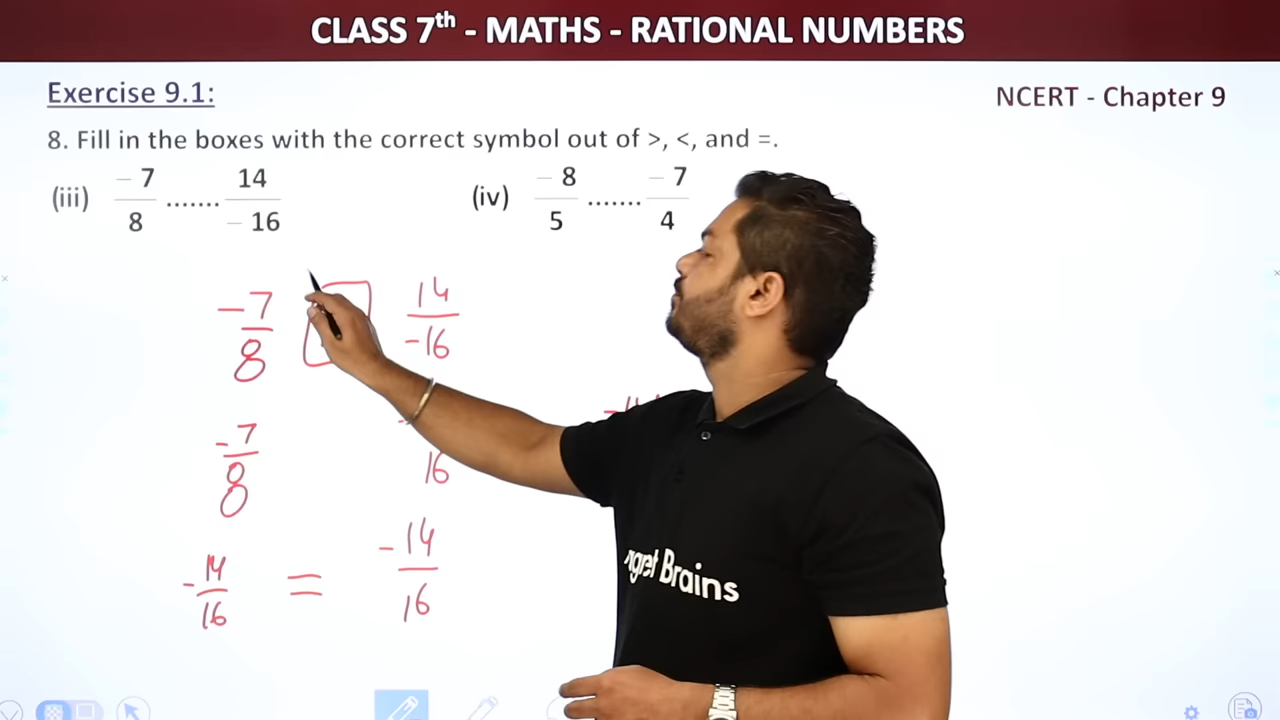 CLASS 7th - MATHS - RATIONAL NUMBERS
Exercise 9.1:
NCERT - Chapter 9
8. Fill in the boxes with the correct symbol out of >, <, and =.
(iii) -7/8 ....... 14/-16
(iv) -8/5 ....... -7/4
-7/8 14/-16
-7/8 16
-14/16 = -14/16
Brains